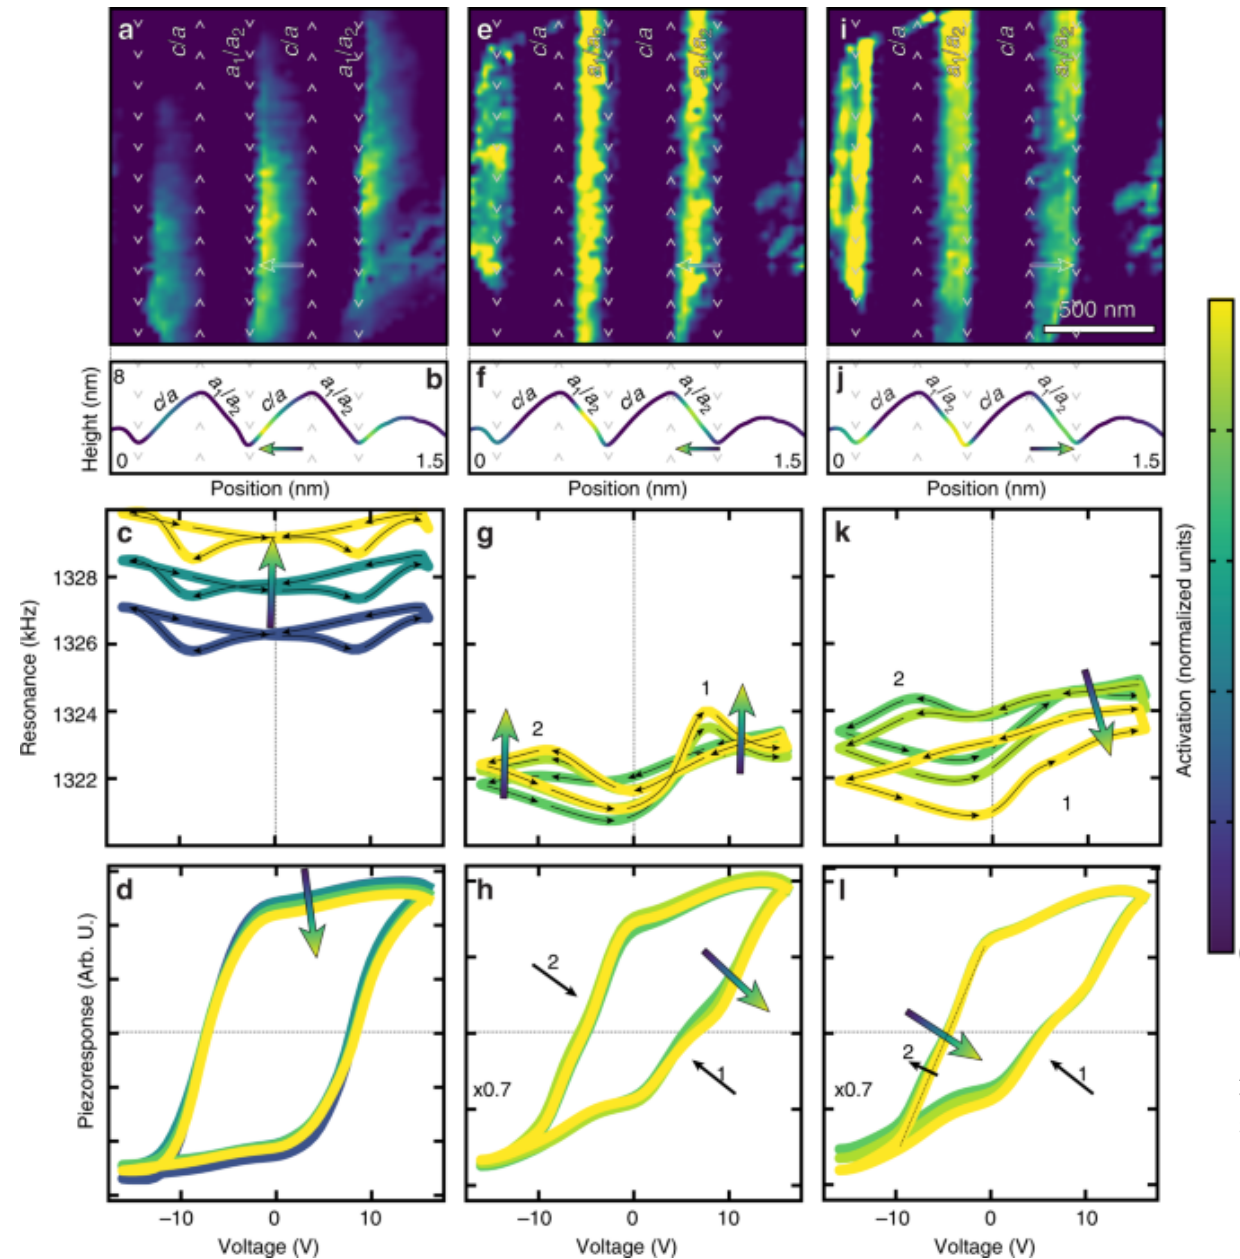 a
c/a
a1/a2
c/a
a1/a2
e
c/a
a1/a2
c/a
a1/a2
i
c/a
a1/a2
c/a
a1/a2
500 nm
Height (nm)
8
0
c/a
a1/a2
c/a
a1/a2
b
1.5
Position (nm)
f
0
c/a
a1/a2
c/a
a1/a2
1.5
Position (nm)
j
0
c/a
a1/a2
c/a
a1/a2
1.5
Position (nm)
Resonance (kHz)
1328
1326
1324
1322
c
g
1
2
k
2
1
Activation (normalized units)
Piezoresponse (Arb. U.)
d
h
2
1
x0.7
l
2
1
x0.7
−10
0
10
Voltage (V)
−10
0
10
Voltage (V)
−10
0
10
Voltage (V)